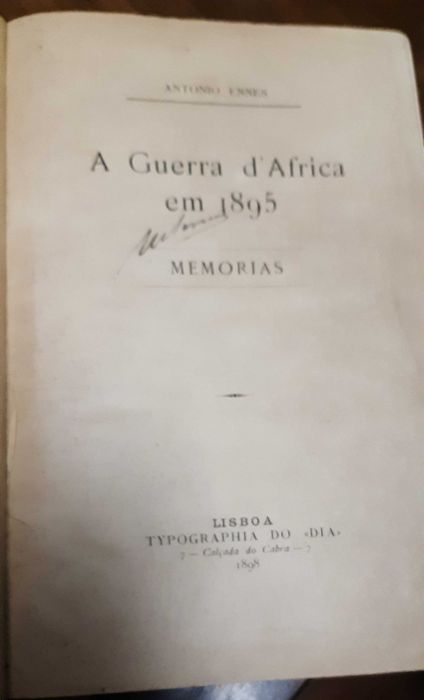 ANTONIO ENNES
A Guerra d'Africa
em 1895
MEMORIAS
LISBOA
TYPOGRAPHIA DO «DIA»
7 — Calçada do Cabra — 7
1898